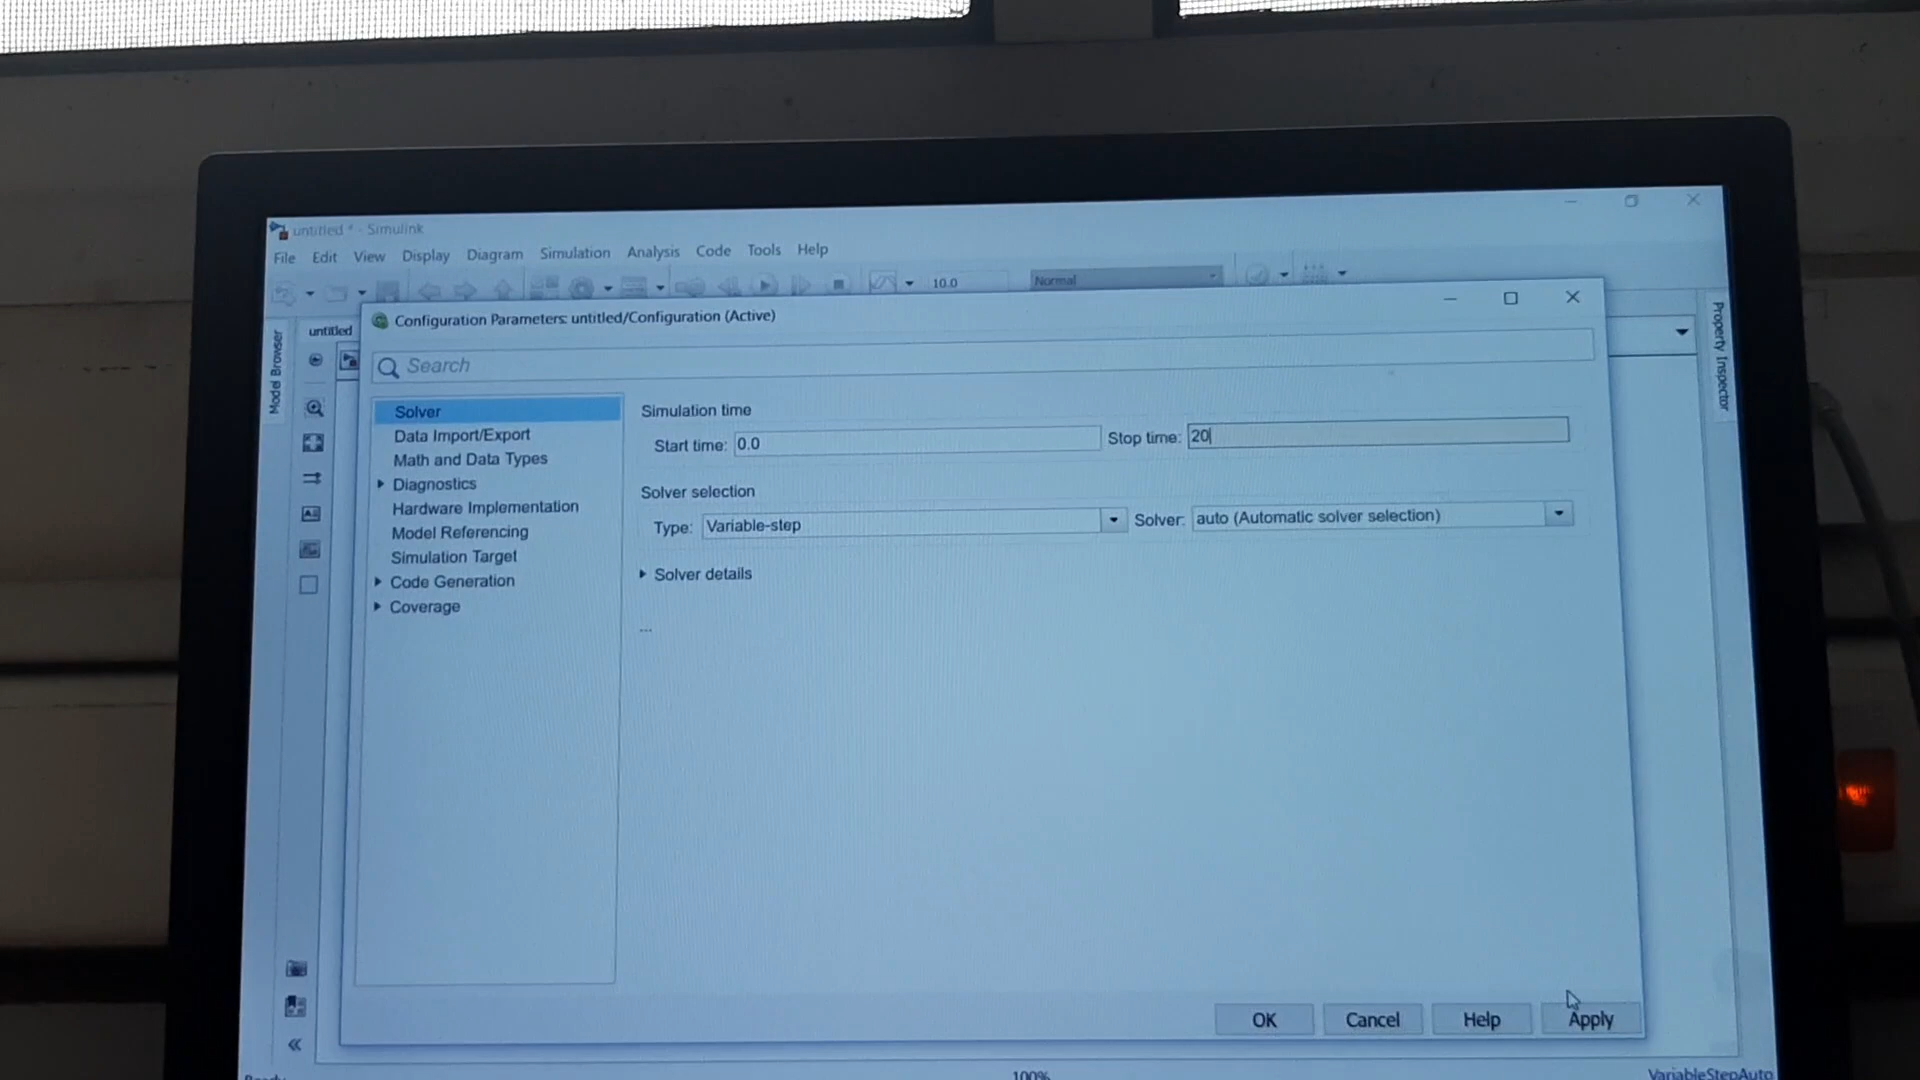 untitled * - Simulink
File Edit View Display Diagram Simulation Analysis Code Tools Help
10.0 Normal
Configuration Parameters: untitled/Configuration (Active)
untitled
Model Browser
Property Inspector
Search
Solver
Data Import/Export
Math and Data Types
Diagnostics
Hardware Implementation
Model Referencing
Simulation Target
Code Generation
Coverage
Simulation time
Start time: 0.0 Stop time: 20
Solver selection
Type: Variable-step Solver: auto (Automatic solver selection)
Solver details
...
OK Cancel Help Apply
100% VariableStepAuto